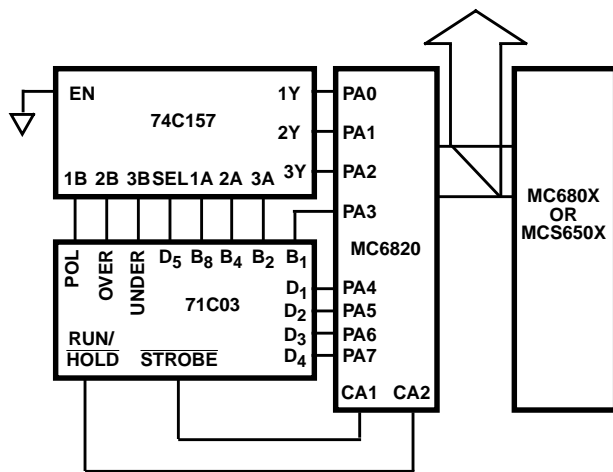 EN
74C157
1Y
2Y
3Y
1B 2B 3B SEL 1A 2A 3A
PA0
PA1
PA2
PA3
MC6820
PA4
PA5
PA6
PA7
CA1 CA2
MC680X
OR
MCS650X
POL
OVER
UNDER
D5 B8 B4 B2 B1
71C03
D1
D2
D3
D4
RUN/
HOLD
STROBE